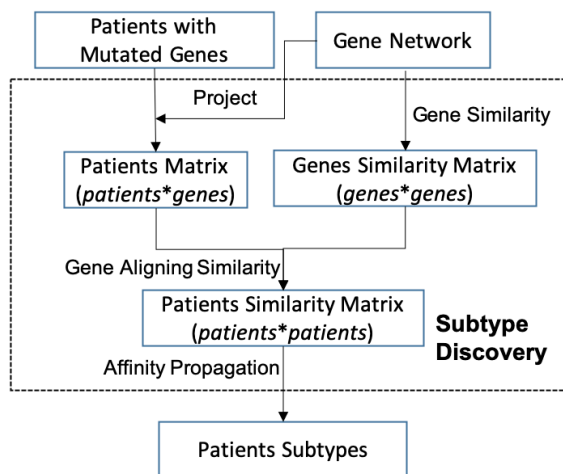 Patients with
Mutated Genes
Gene Network
Project
Gene Similarity
Patients Matrix
(patients*genes)
Genes Similarity Matrix
(genes*genes)
Gene Aligning Similarity
Patients Similarity Matrix
(patients*patients)
Subtype
Discovery
Affinity Propagation
Patients Subtypes